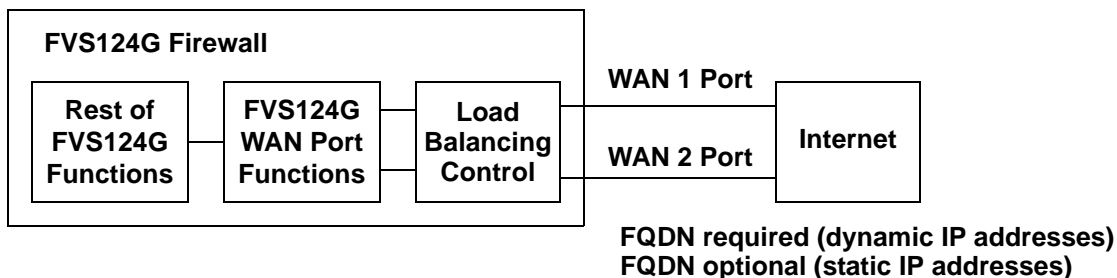 FVS124G Firewall
Rest of
FVS124G
Functions
FVS124G
WAN Port
Functions
Load
Balancing
Control
WAN 1 Port
WAN 2 Port
Internet
FQDN required (dynamic IP addresses)
FQDN optional (static IP addresses)